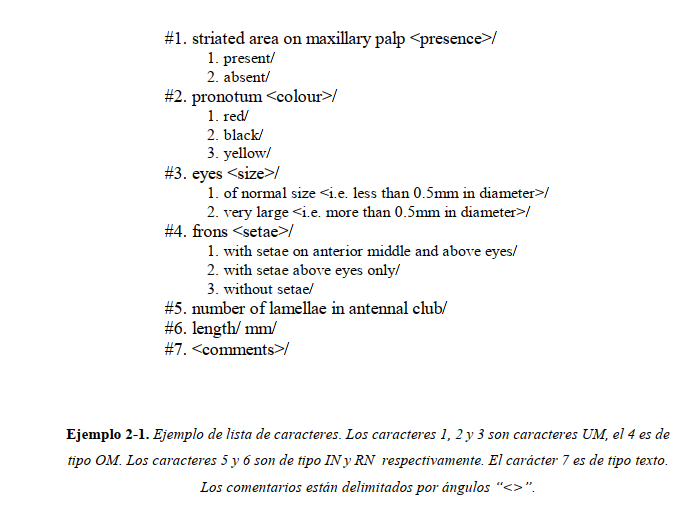 #1. striated area on maxillary palp <presence>/
1. present/
2. absent/
#2. pronotum <colour>/
1. red/
2. black/
3. yellow/
#3. eyes <size>/
1. of normal size <i.e. less than 0.5mm in diameter>/
2. very large <i.e. more than 0.5mm in diameter>/
#4. frons <setae>/
1. with setae on anterior middle and above eyes/
2. with setae above eyes only/
3. without setae/
#5. number of lamellae in antennal club/
#6. length/ mm/
#7. <comments>/
Ejemplo 2-1. Ejemplo de lista de caracteres. Los caracteres 1, 2 y 3 son caracteres UM, el 4 es de
tipo OM. Los caracteres 5 y 6 son de tipo IN y RN respectivamente. El carácter 7 es de tipo texto.
Los comentarios están delimitados por ángulos “<>”.